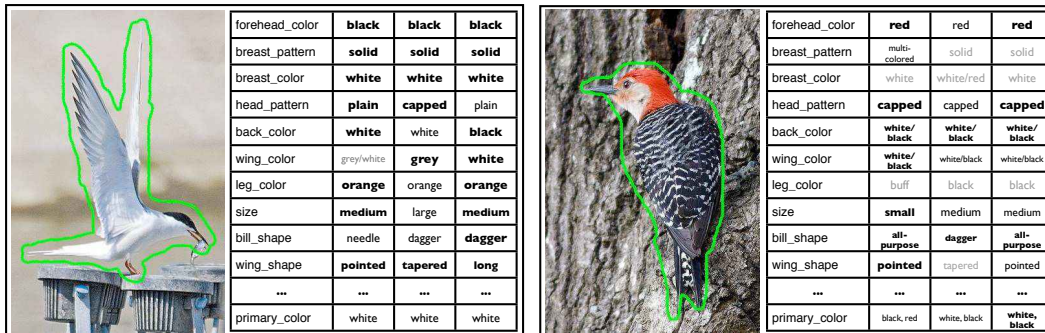 forehead_color black black black
breast_pattern solid solid solid
breast_color white white white
head_pattern plain capped plain
back_color white white black
wing_color grey/white grey white
leg_color orange orange orange
size medium large medium
bill_shape needle dagger dagger
wing_shape pointed tapered long
... ... ... ...
primary_color white white white
forehead_color red red red
breast_pattern multi-
colored solid solid
breast_color white white/red white
head_pattern capped capped capped
back_color white/
black white/
black white/
black
wing_color white/
black white/black white/black
leg_color buff black black
size small medium medium
bill_shape all-
purpose dagger all-
purpose
wing_shape pointed tapered pointed
... ... ... ...
primary_color black, red white, black white,
black